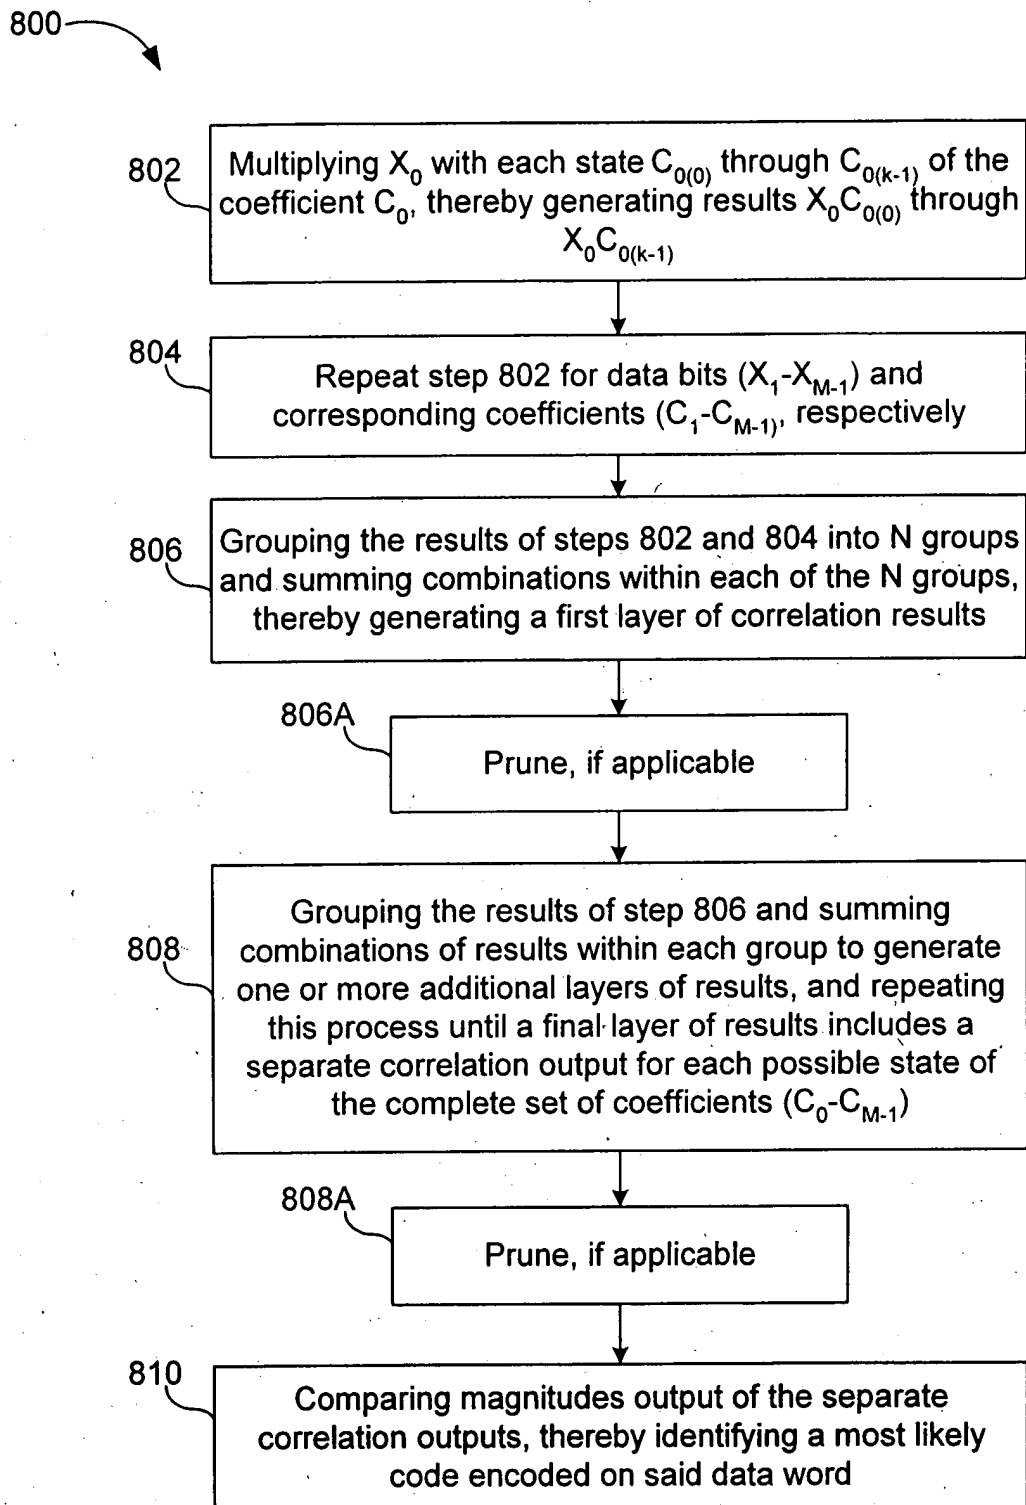 800
802
Multiplying X₀ with each state C₀₍₀₎ through C₀₍ₖ₋₁₎ of the
coefficient C₀, thereby generating results X₀C₀₍₀₎ through
X₀C₀₍ₖ₋₁₎
804
Repeat step 802 for data bits (X₁-X_{M-1}) and
corresponding coefficients (C₁-C_{M-1)}, respectively
806
Grouping the results of steps 802 and 804 into N groups
and summing combinations within each of the N groups,
thereby generating a first layer of correlation results
806A
Prune, if applicable
808
Grouping the results of step 806 and summing
combinations of results within each group to generate
one or more additional layers of results, and repeating
this process until a final layer of results includes a
separate correlation output for each possible state of
the complete set of coefficients (C₀-C_{M-1})
808A
Prune, if applicable
810
Comparing magnitudes output of the separate
correlation outputs, thereby identifying a most likely
code encoded on said data word